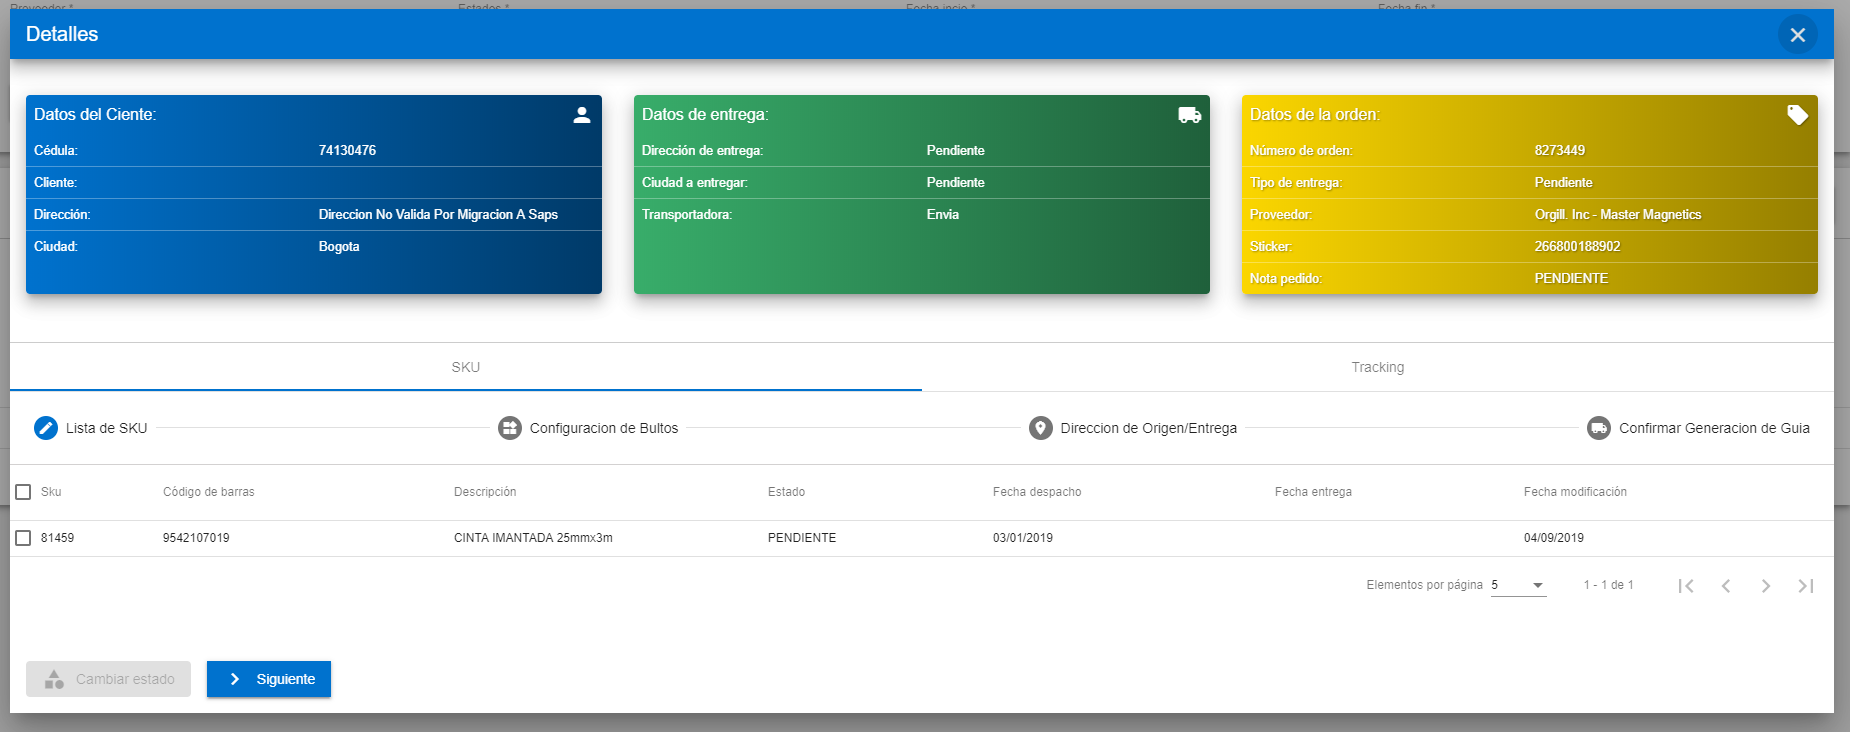 Proveedor * Estados * Fecha incio * Fecha fin *
Detalles
Datos del Ciente:
Cédula: 74130476
Cliente:
Dirección: Direccion No Valida Por Migracion A Saps
Ciudad: Bogota
Datos de entrega:
Dirección de entrega: Pendiente
Ciudad a entregar: Pendiente
Transportadora: Envia
Datos de la orden:
Número de orden: 8273449
Tipo de entrega: Pendiente
Proveedor: Orgill. Inc - Master Magnetics
Sticker: 266800188902
Nota pedido: PENDIENTE
SKU Tracking
Lista de SKU Configuracion de Bultos Direccion de Origen/Entrega Confirmar Generacion de Guia
Sku Código de barras Descripción Estado Fecha despacho Fecha entrega Fecha modificación
81459 9542107019 CINTA IMANTADA 25mmx3m PENDIENTE 03/01/2019 04/09/2019
Elementos por página 5 1 - 1 de 1
Cambiar estado Siguiente